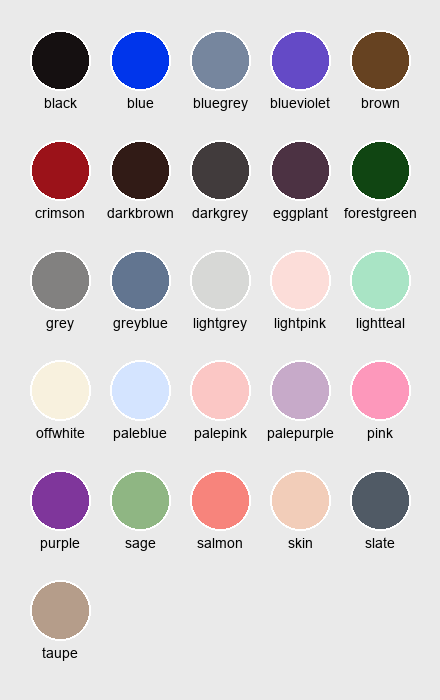 black blue bluegrey blueviolet brown
crimson darkbrown darkgrey eggplant forestgreen
grey greyblue lightgrey lightpink lightteal
offwhite paleblue palepink palepurple pink
purple sage salmon skin slate
taupe